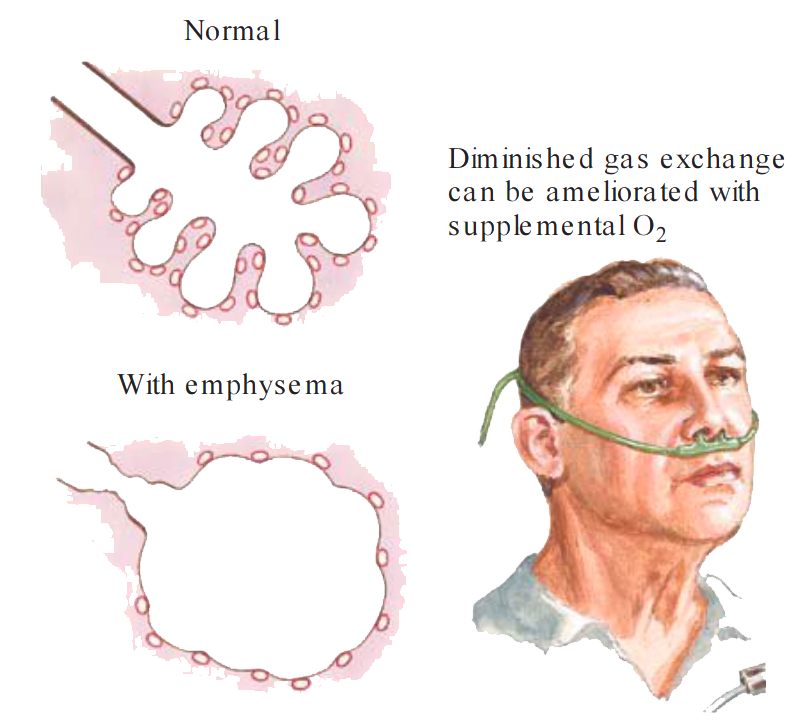 Normal
With emphysema
Diminished gas exchange
can be ameliorated with
supplemental O₂